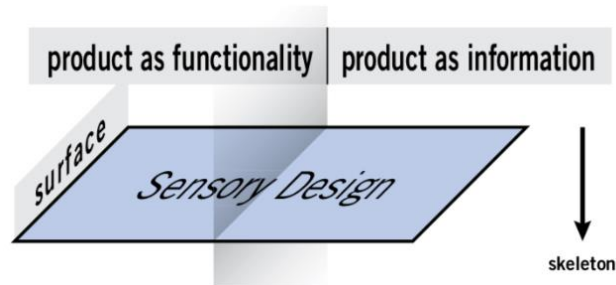 product as functionality
product as information
surface
Sensory Design
skeleton